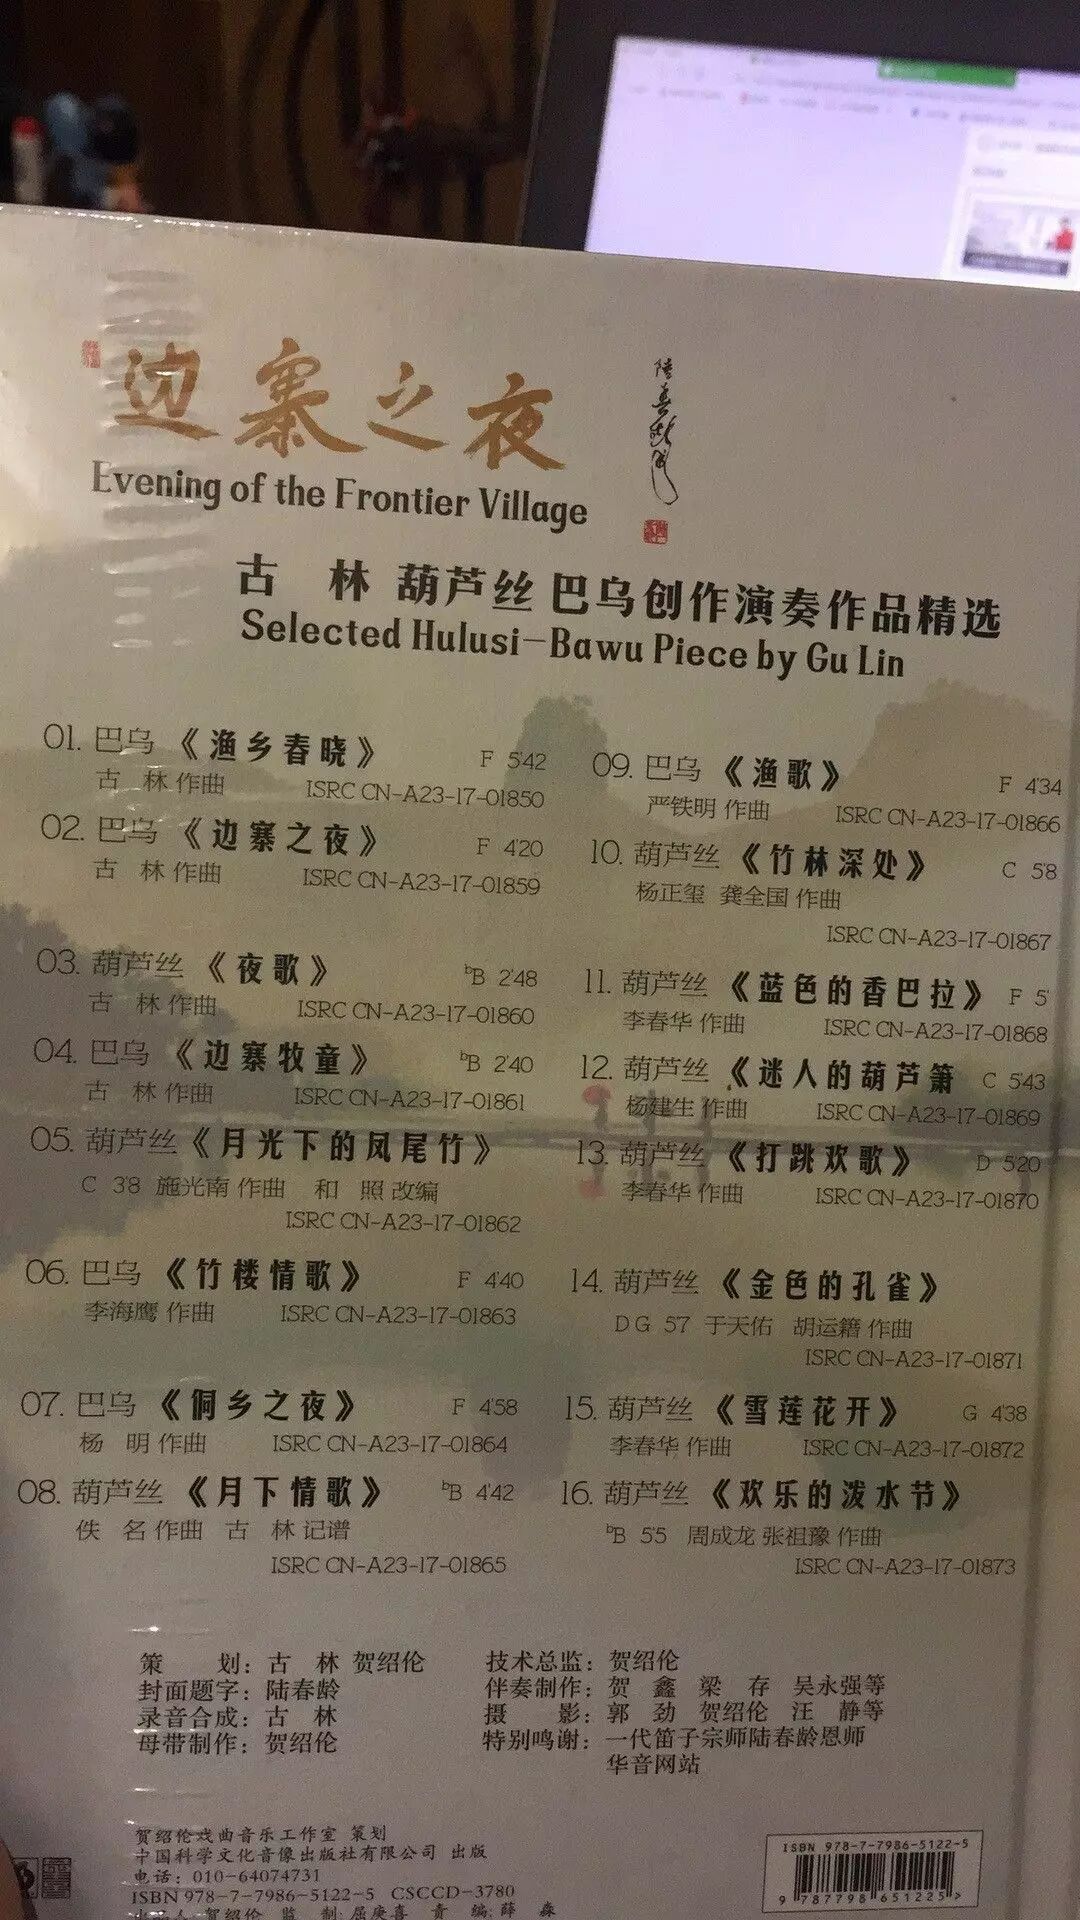 边寨之夜
陆春龄
Evening of the Frontier Village
古 林 葫芦丝 巴乌创作演奏作品精选
Selected Hulusi-Bawu Piece by Gu Lin
01. 巴乌 《渔乡春晓》 F 5'42
古 林 作曲 ISRC CN-A23-17-01850
02. 巴乌 《边寨之夜》 F 4'20
古 林 作曲 ISRC CN-A23-17-01859
03. 葫芦丝 《夜歌》 bB 2'48
古 林 作曲 ISRC CN-A23-17-01860
04. 巴乌 《边寨牧童》 bB 2'40
古 林 作曲 ISRC CN-A23-17-01861
05. 葫芦丝《月光下的凤尾竹》
C 3'8 施光南 作曲 和 照 改编
ISRC CN-A23-17-01862
06. 巴乌 《竹楼情歌》 F 4'40
李海鹰 作曲 ISRC CN-A23-17-01863
07. 巴乌 《侗乡之夜》 F 4'58
杨 明 作曲 ISRC CN-A23-17-01864
08. 葫芦丝 《月下情歌》 bB 4'42
佚 名 作曲 古 林 记谱
ISRC CN-A23-17-01865
09. 巴乌 《渔歌》 F 4'34
严铁明 作曲 ISRC CN-A23-17-01866
10. 葫芦丝 《竹林深处》 C 5'8
杨正玺 龚全国 作曲
ISRC CN-A23-17-01867
11. 葫芦丝 《蓝色的香巴拉》 F 5'
李春华 作曲 ISRC CN-A23-17-01868
12. 葫芦丝 《迷人的葫芦箫 C 5'43
杨建生 作曲 ISRC CN-A23-17-01869
13. 葫芦丝 《打跳欢歌》 D 5'20
李春华 作曲 ISRC CN-A23-17-01870
14. 葫芦丝 《金色的孔雀》
D G 5'7 于天佑 胡运籍 作曲
ISRC CN-A23-17-01871
15. 葫芦丝 《雪莲花开》 G 4'38
李春华 作曲 ISRC CN-A23-17-01872
16. 葫芦丝 《欢乐的泼水节》
bB 5'5 周成龙 张祖豫 作曲
ISRC CN-A23-17-01873
策 划：古 林 贺绍伦
封面题字：陆春龄
录音合成：古 林
母带制作：贺绍伦
技术总监：贺绍伦
伴奏制作：贺 鑫 梁 存 吴永强等
摄 影：郭 劲 贺绍伦 汪 静等
特别鸣谢：一代笛子宗师陆春龄恩师
华音网站
贺绍伦戏曲音乐工作室 策划
中国科学文化音像出版社有限公司 出版
电话：010-64074731
ISBN 978-7-7986-5122-5 CSCCD-3780
出品人：贺绍伦 监 制：屈庚喜 责 编：薛 淼
ISBN 978-7-7986-5122-5
9 787798 651225 >